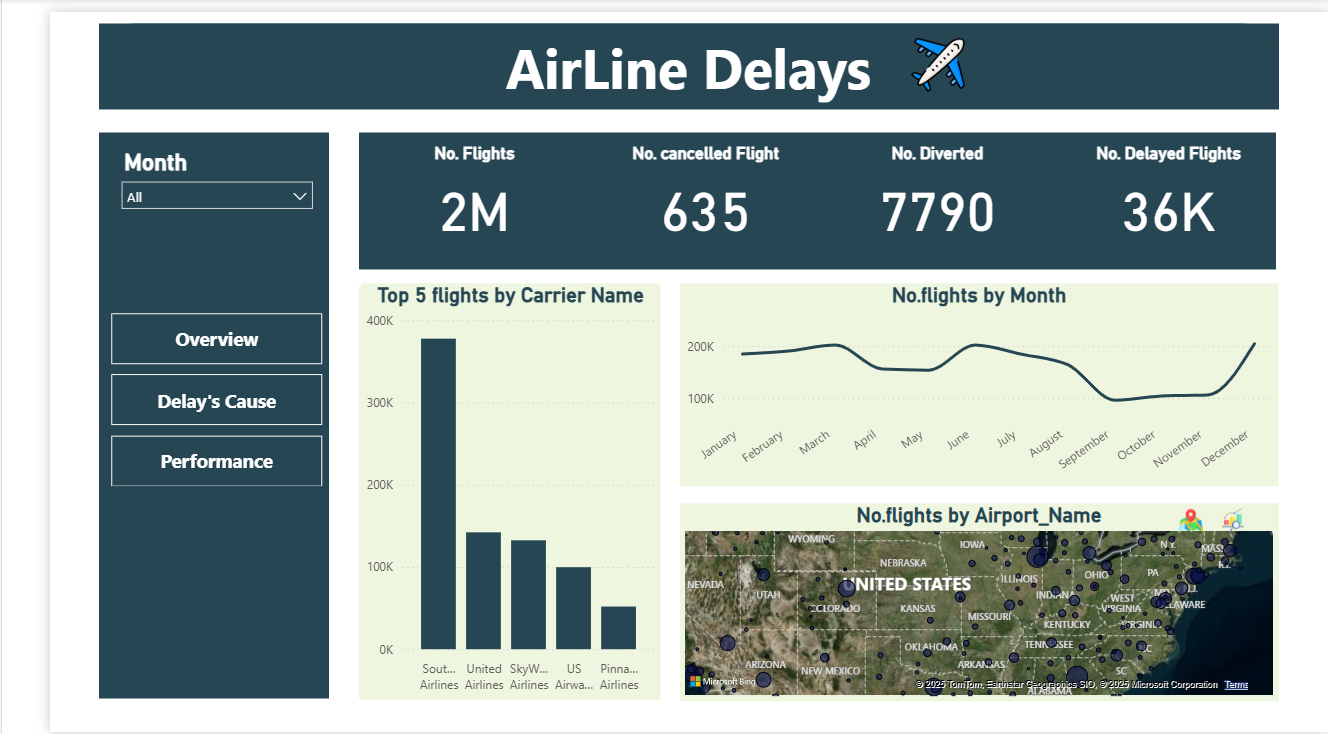 AirLine Delays
Month
All
Overview
Delay's Cause
Performance
No. Flights
2M
No. cancelled Flight
635
No. Diverted
7790
No. Delayed Flights
36K
Top 5 flights by Carrier Name
400K
300K
200K
100K
0K
Sout... Airlines
United Airlines
SkyW... Airlines
US Airwa...
Pinna... Airlines
No.flights by Month
200K
100K
January
February
March
April
May
June
July
August
September
October
November
December
No.flights by Airport_Name
WYOMING
IOWA
N.Y.
MASS.
NEBRASKA
NEVADA
UTAH
UNITED STATES
ILLINOIS
OHIO
PA
COLORADO
KANSAS
MISSOURI
INDIANA
WEST VIRGINIA
DELAWARE
KENTUCKY
VIRGINIA
OKLAHOMA
TENNESSEE
ARIZONA
NEW MEXICO
ARKANSAS
SC
ALABAMA
Microsoft Bing
© 2025 TomTom, Earthstar Geographics SIO, © 2025 Microsoft Corporation Terms